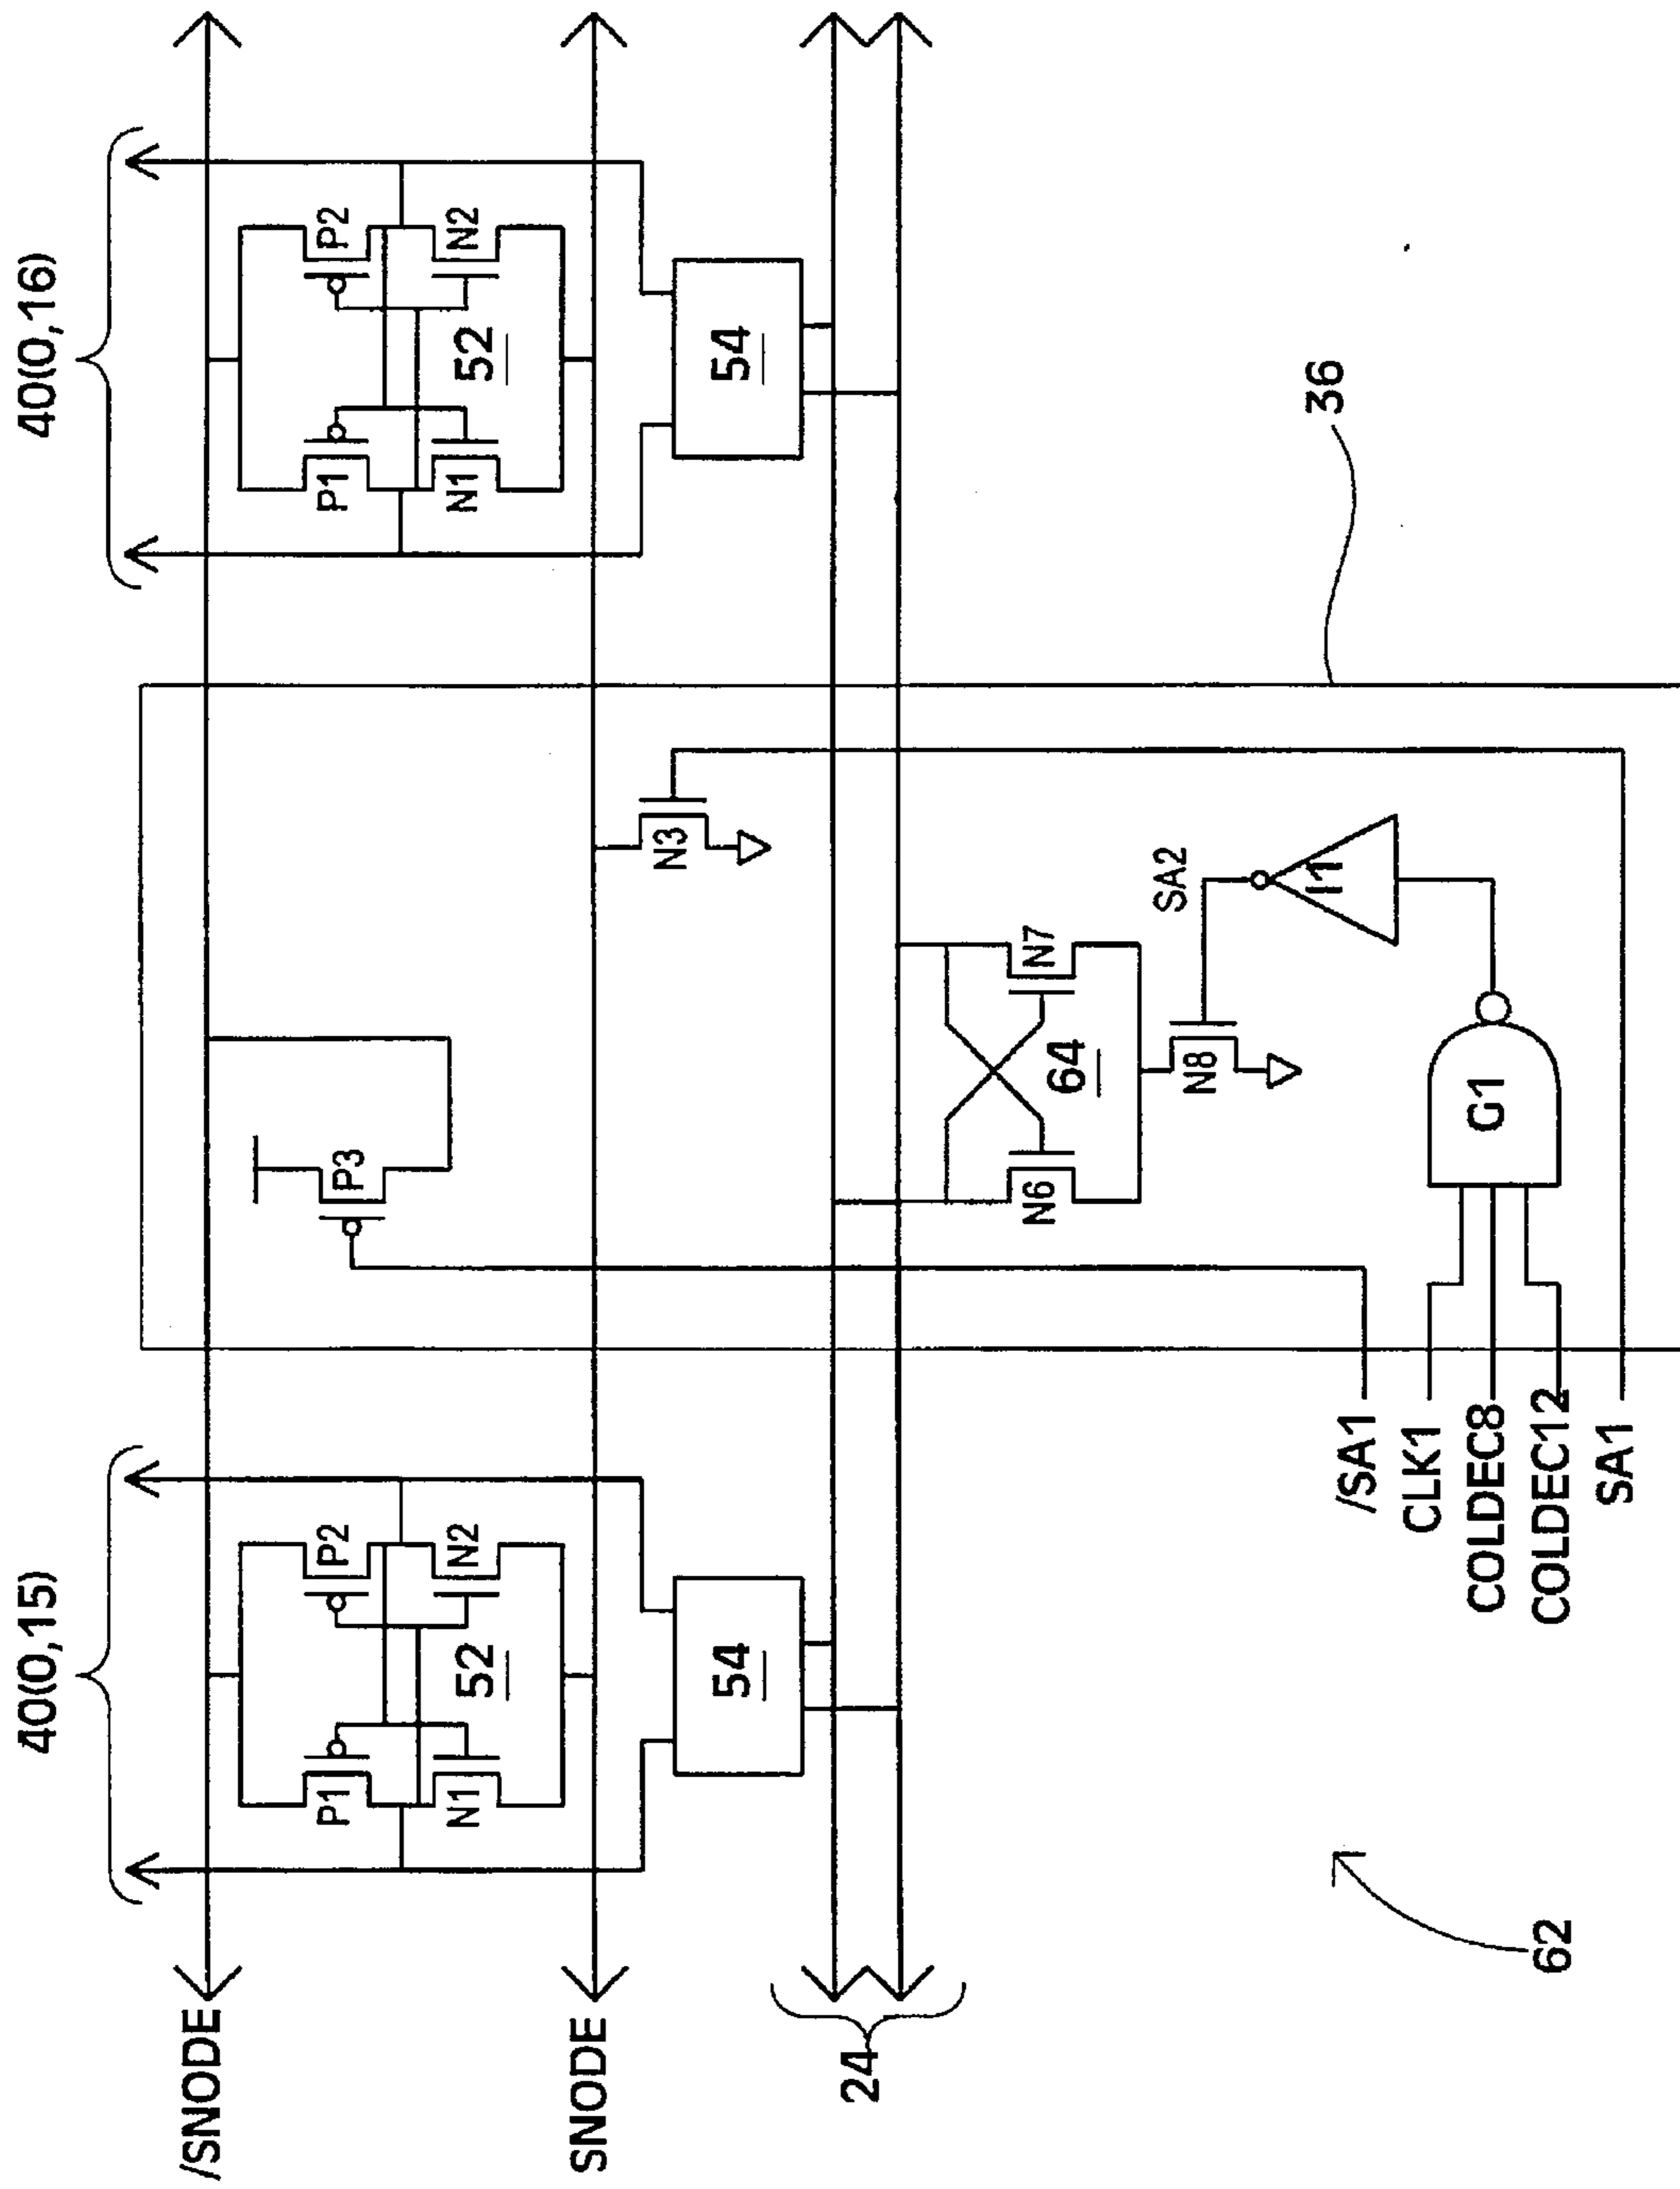 40(0,15)
40(0,16)
/SNODE
P1
P2
P3
P1
P2
N1
N2
N1
N2
52
52
SNODE
N3
54
54
24
N6
N7
64
SA2
N8
I1
36
/SA1
CLK1
COLDEC8
COLDEC12
G1
SA1
62